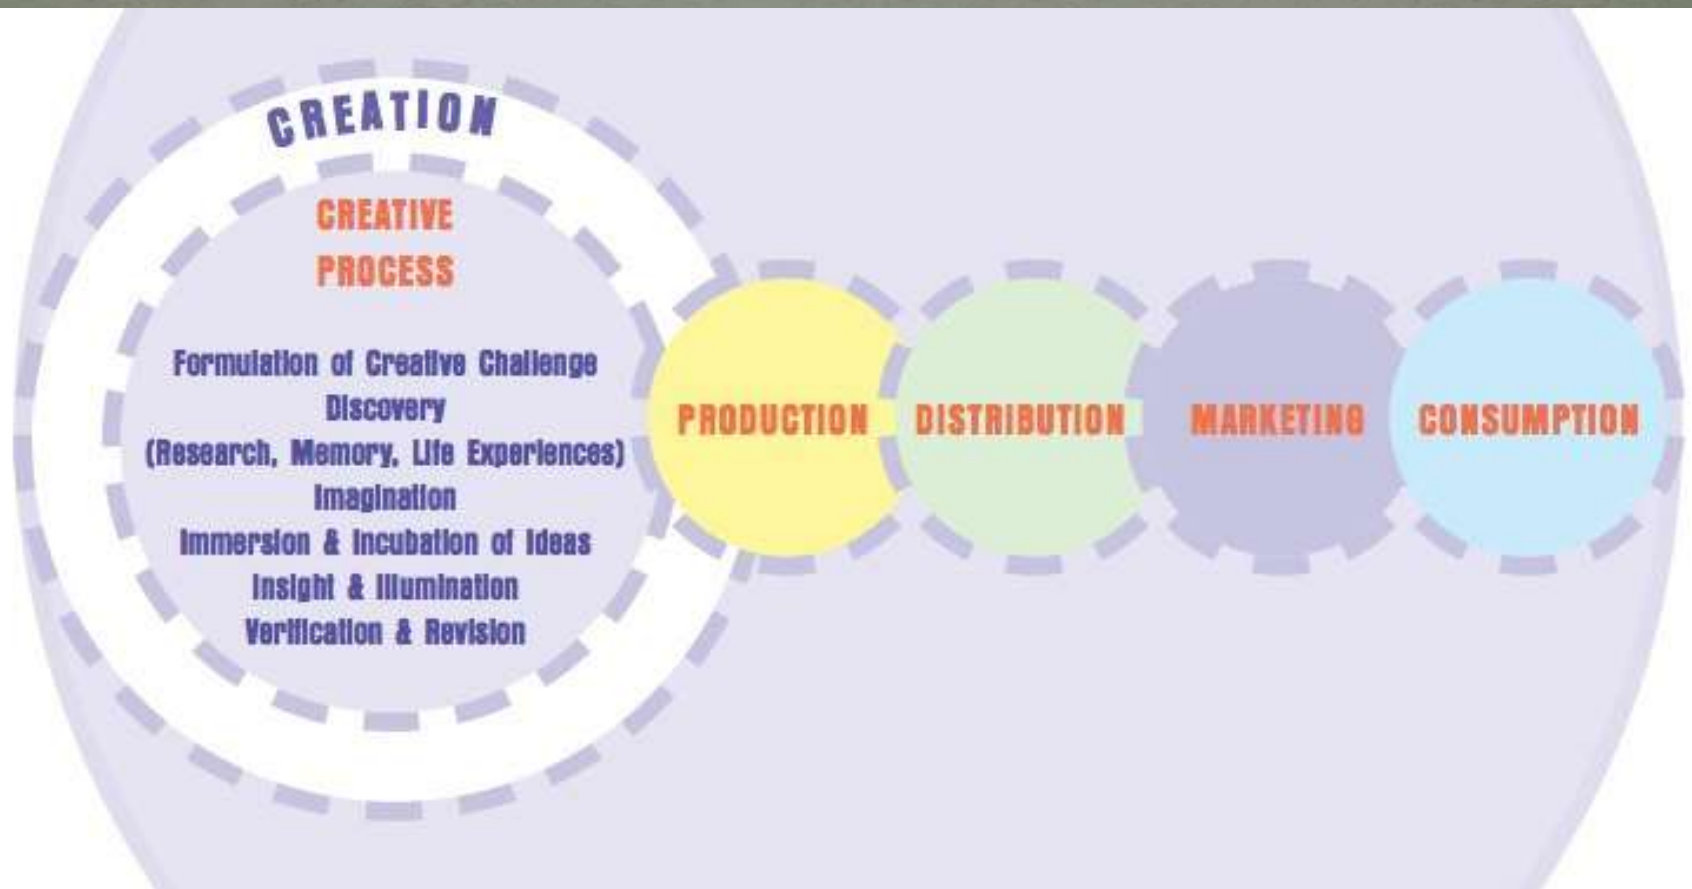 CREATION
CREATIVE
PROCESS
Formulation of Creative Challenge
Discovery
(Research, Memory, Life Experiences)
Imagination
Immersion & Incubation of Ideas
Insight & Illumination
Verification & Revision
PRODUCTION
DISTRIBUTION
MARKETING
CONSUMPTION